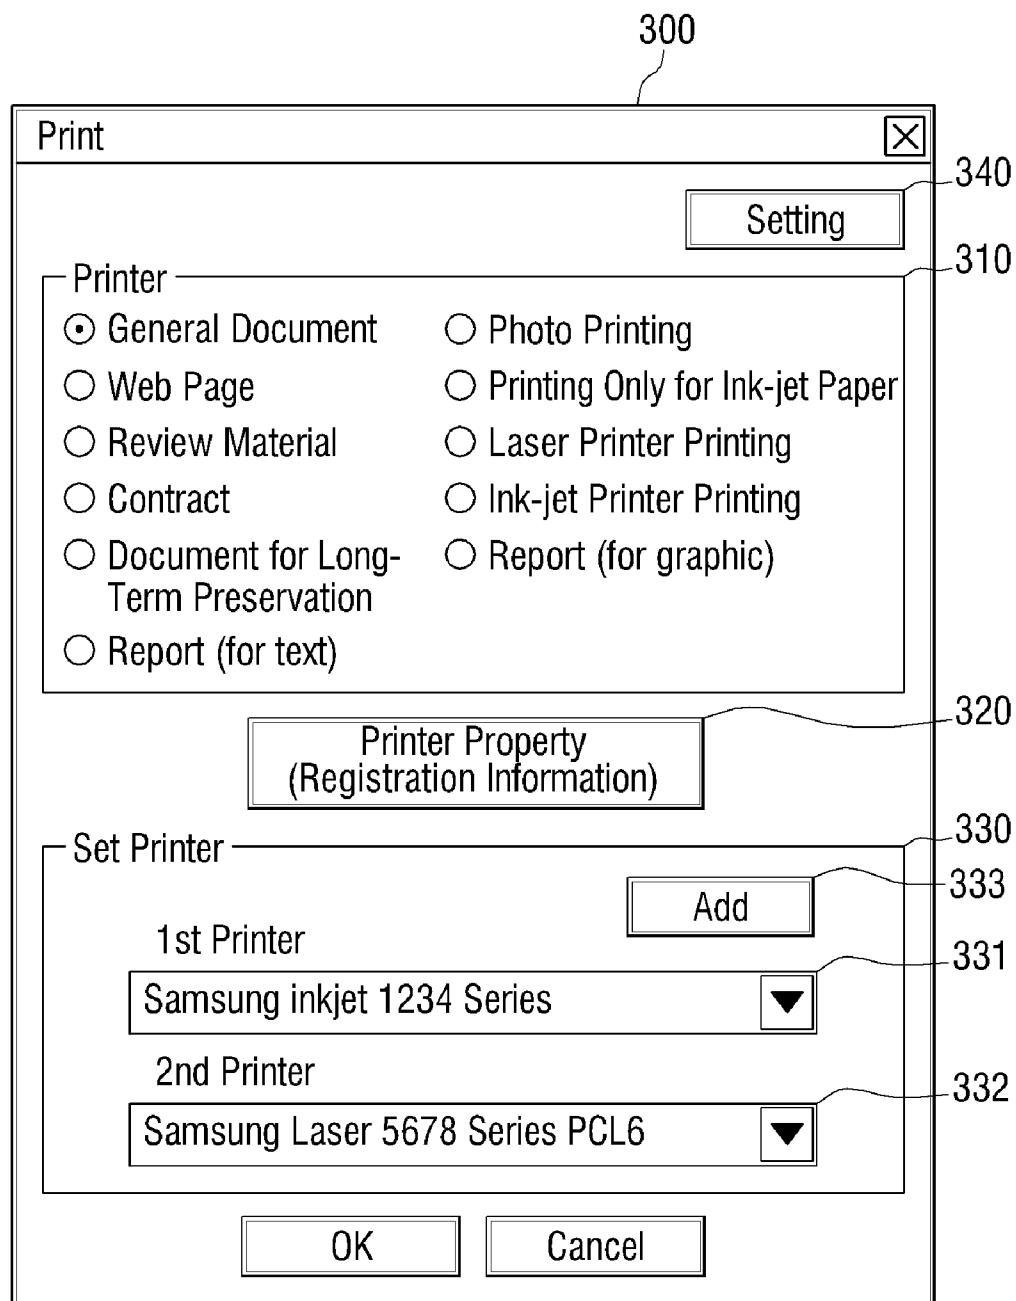 300
Print
340
Setting
310
Printer
General Document
Photo Printing
Web Page
Printing Only for Ink-jet Paper
Review Material
Laser Printer Printing
Contract
Ink-jet Printer Printing
Document for Long-
Term Preservation
Report (for graphic)
Report (for text)
320
Printer Property
(Registration Information)
330
Set Printer
333
Add
1st Printer
331
Samsung inkjet 1234 Series
2nd Printer
332
Samsung Laser 5678 Series PCL6
OK
Cancel